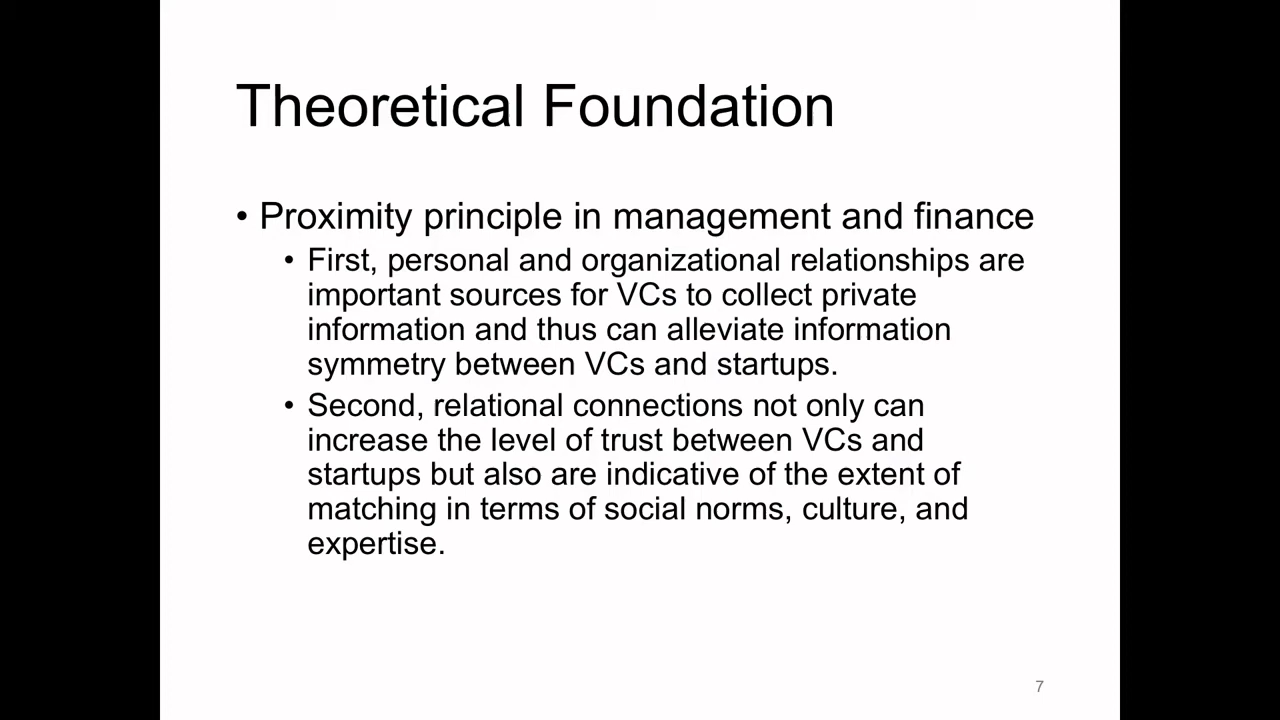 Theoretical Foundation
• Proximity principle in management and finance
• First, personal and organizational relationships are
important sources for VCs to collect private
information and thus can alleviate information
symmetry between VCs and startups.
• Second, relational connections not only can
increase the level of trust between VCs and
startups but also are indicative of the extent of
matching in terms of social norms, culture, and
expertise.
7